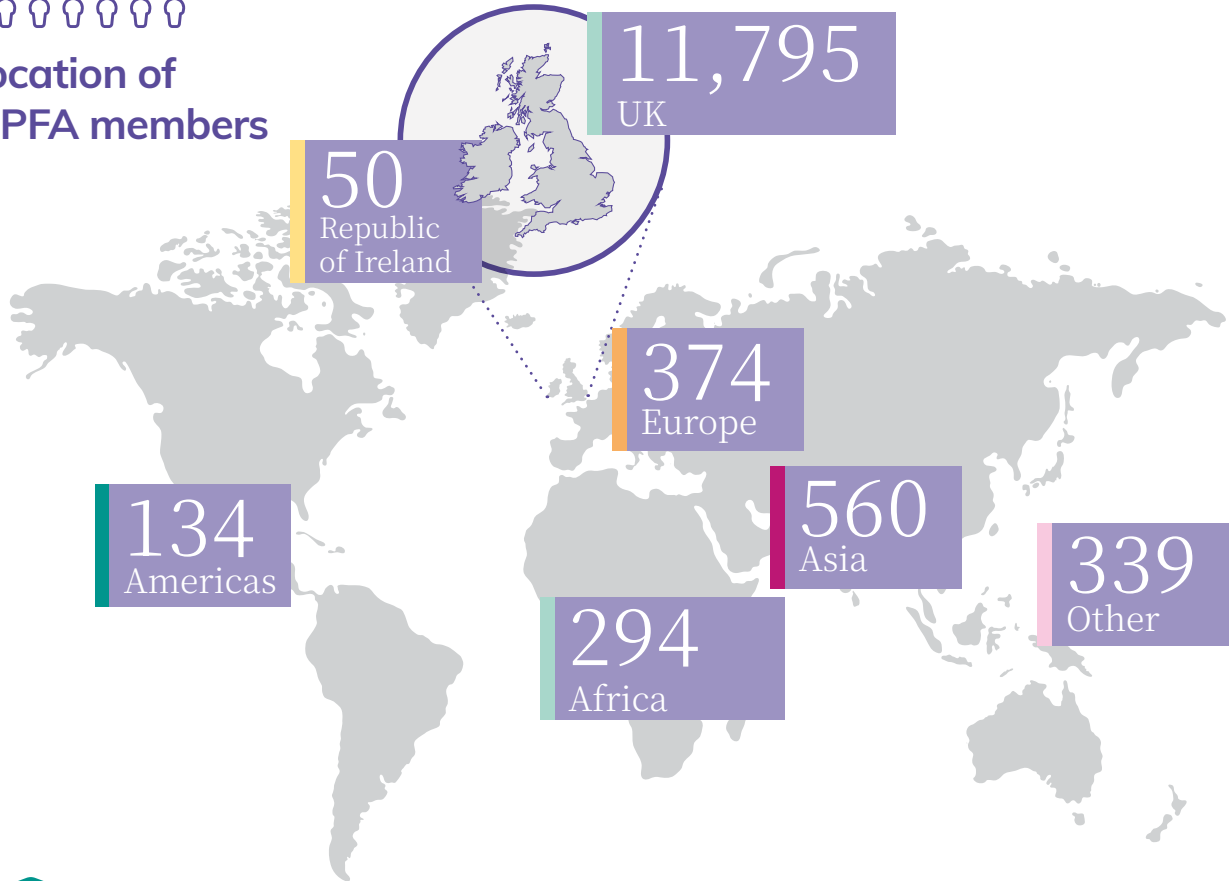 ocation of
PFA members
11,795
UK
50
Republic
of Ireland
374
Europe
560
Asia
134
Americas
339
Other
294
Africa